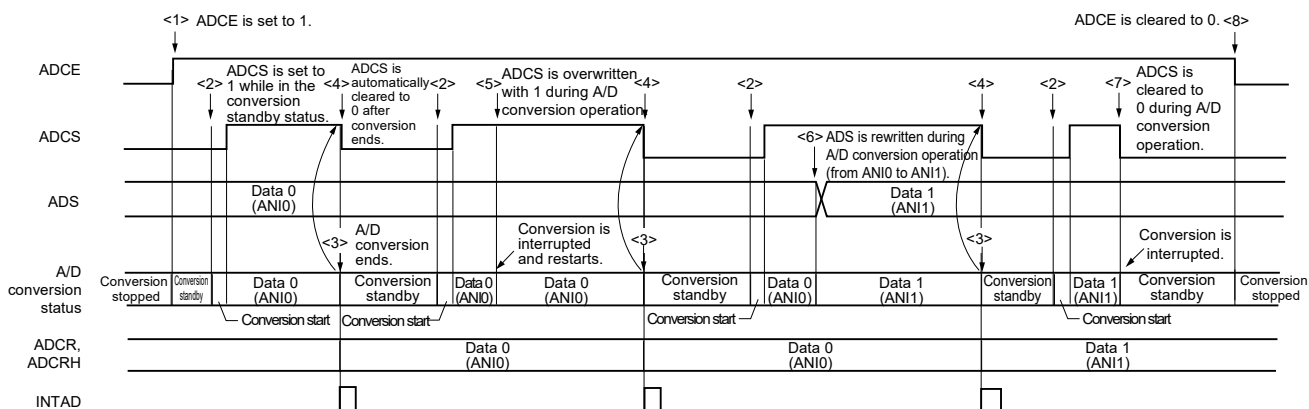 <1> ADCE is set to 1.
ADCE is cleared to 0. <8>
ADCE
<2>
ADCS is set to
1 while in the
conversion
standby status.
<4>
ADCS is
automatically
cleared to
0 after
conversion
ends.
<2>
<5>
ADCS is overwritten
with 1 during A/D
conversion operation.
<4>
<2>
<4>
<2>
<7>
ADCS is
cleared to
0 during A/D
conversion
operation.
ADCS
<6> ADS is rewritten during
A/D conversion operation
(from ANI0 to ANI1).
ADS
Data 0
(ANI0)
Data 1
(ANI1)
<3>
A/D
conversion
ends.
Conversion is
interrupted
and restarts.
<3>
<3>
Conversion is
interrupted.
A/D
conversion
status
Conversion
stopped
Conversion
standby
Data 0
(ANI0)
Conversion
standby
Data 0
(ANI0)
Data 0
(ANI0)
Conversion
standby
Data 0
(ANI0)
Data 1
(ANI1)
Conversion
standby
Data 1
(ANI1)
Conversion
standby
Conversion
stopped
Conversion start
Conversion start
Conversion start
Conversion start
ADCR,
ADCRH
Data 0
(ANI0)
Data 0
(ANI0)
Data 1
(ANI1)
INTAD